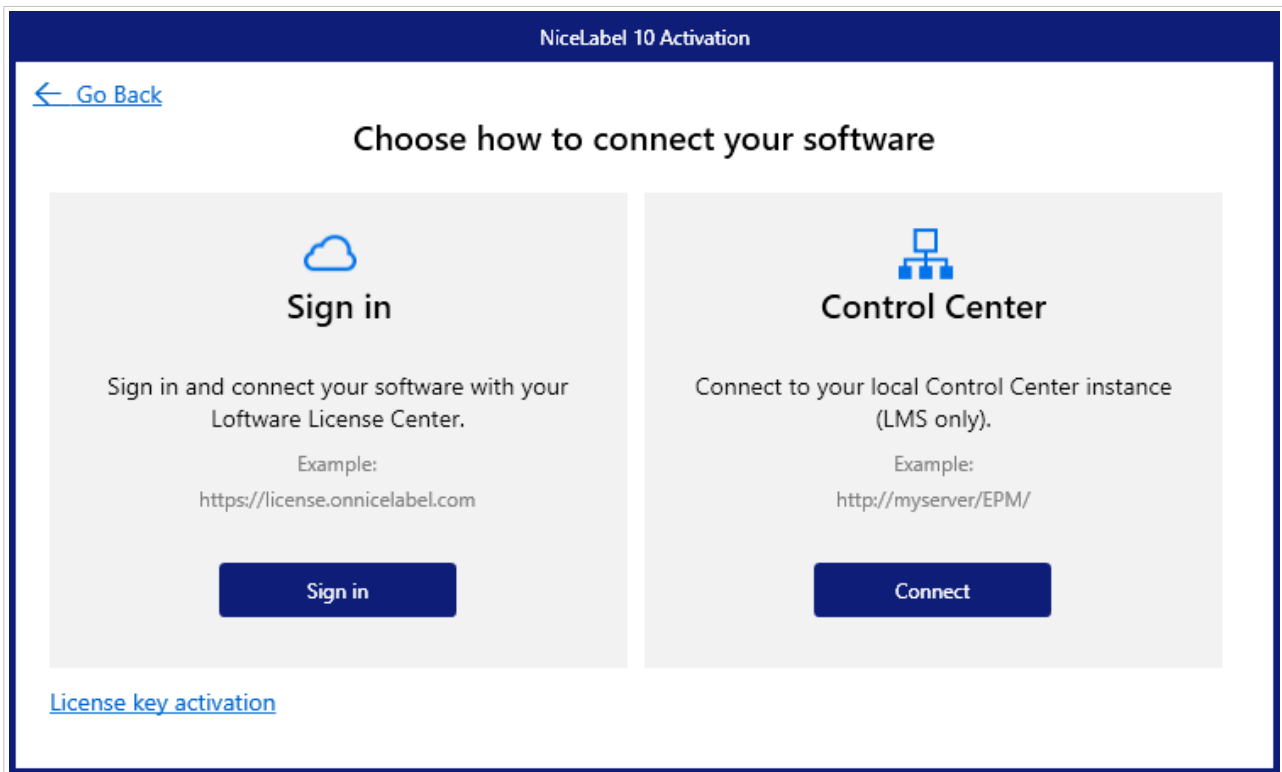 NiceLabel 10 Activation
Go Back
Choose how to connect your software
Sign in
Sign in and connect your software with your
Loftware License Center.
Example:
https://license.onnicelabel.com
Sign in
Control Center
Connect to your local Control Center instance
(LMS only).
Example:
http://myserver/EPM/
Connect
License key activation